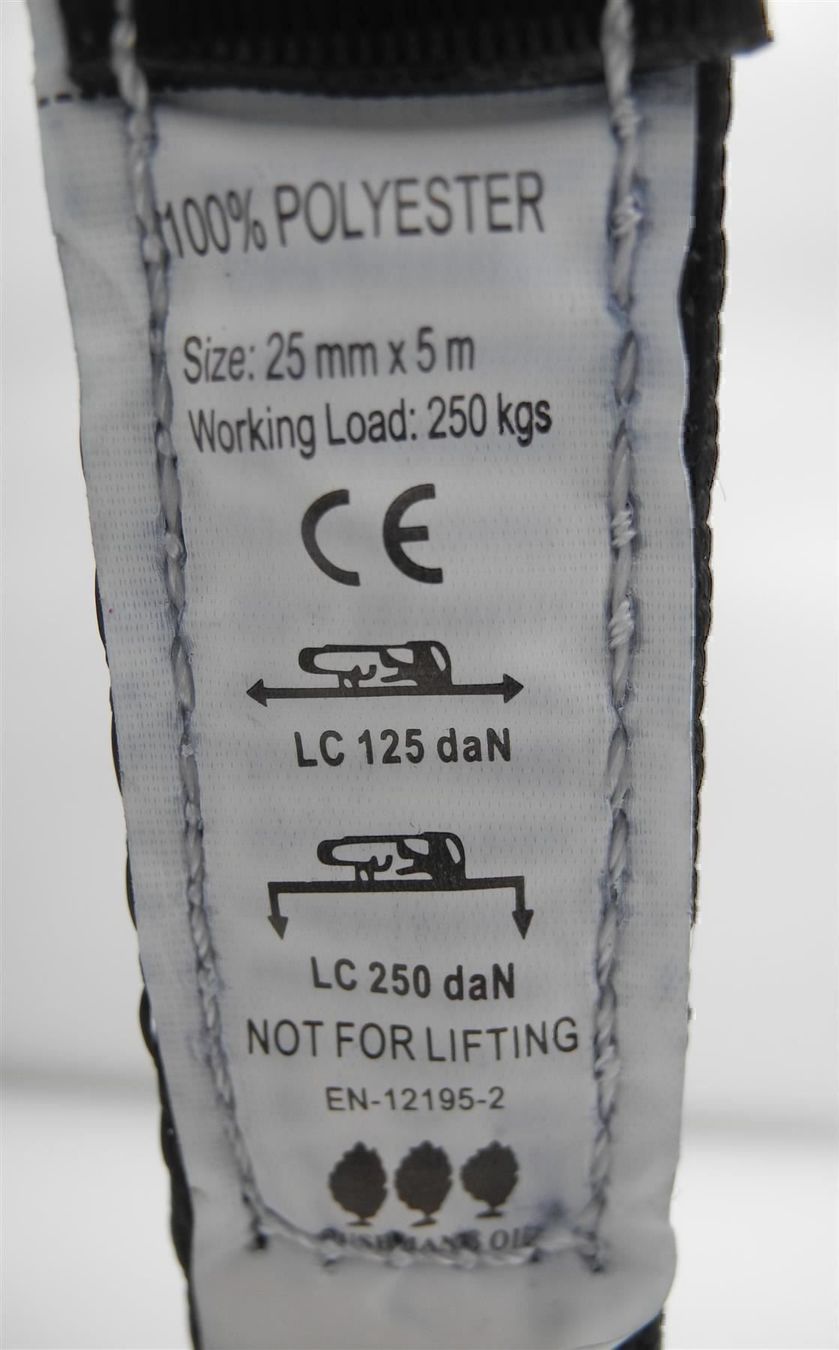 100% POLYESTER
Size: 25 mm x 5 m
Working Load: 250 kgs
CE
LC 125 daN
LC 250 daN
NOT FOR LIFTING
EN-12195-2